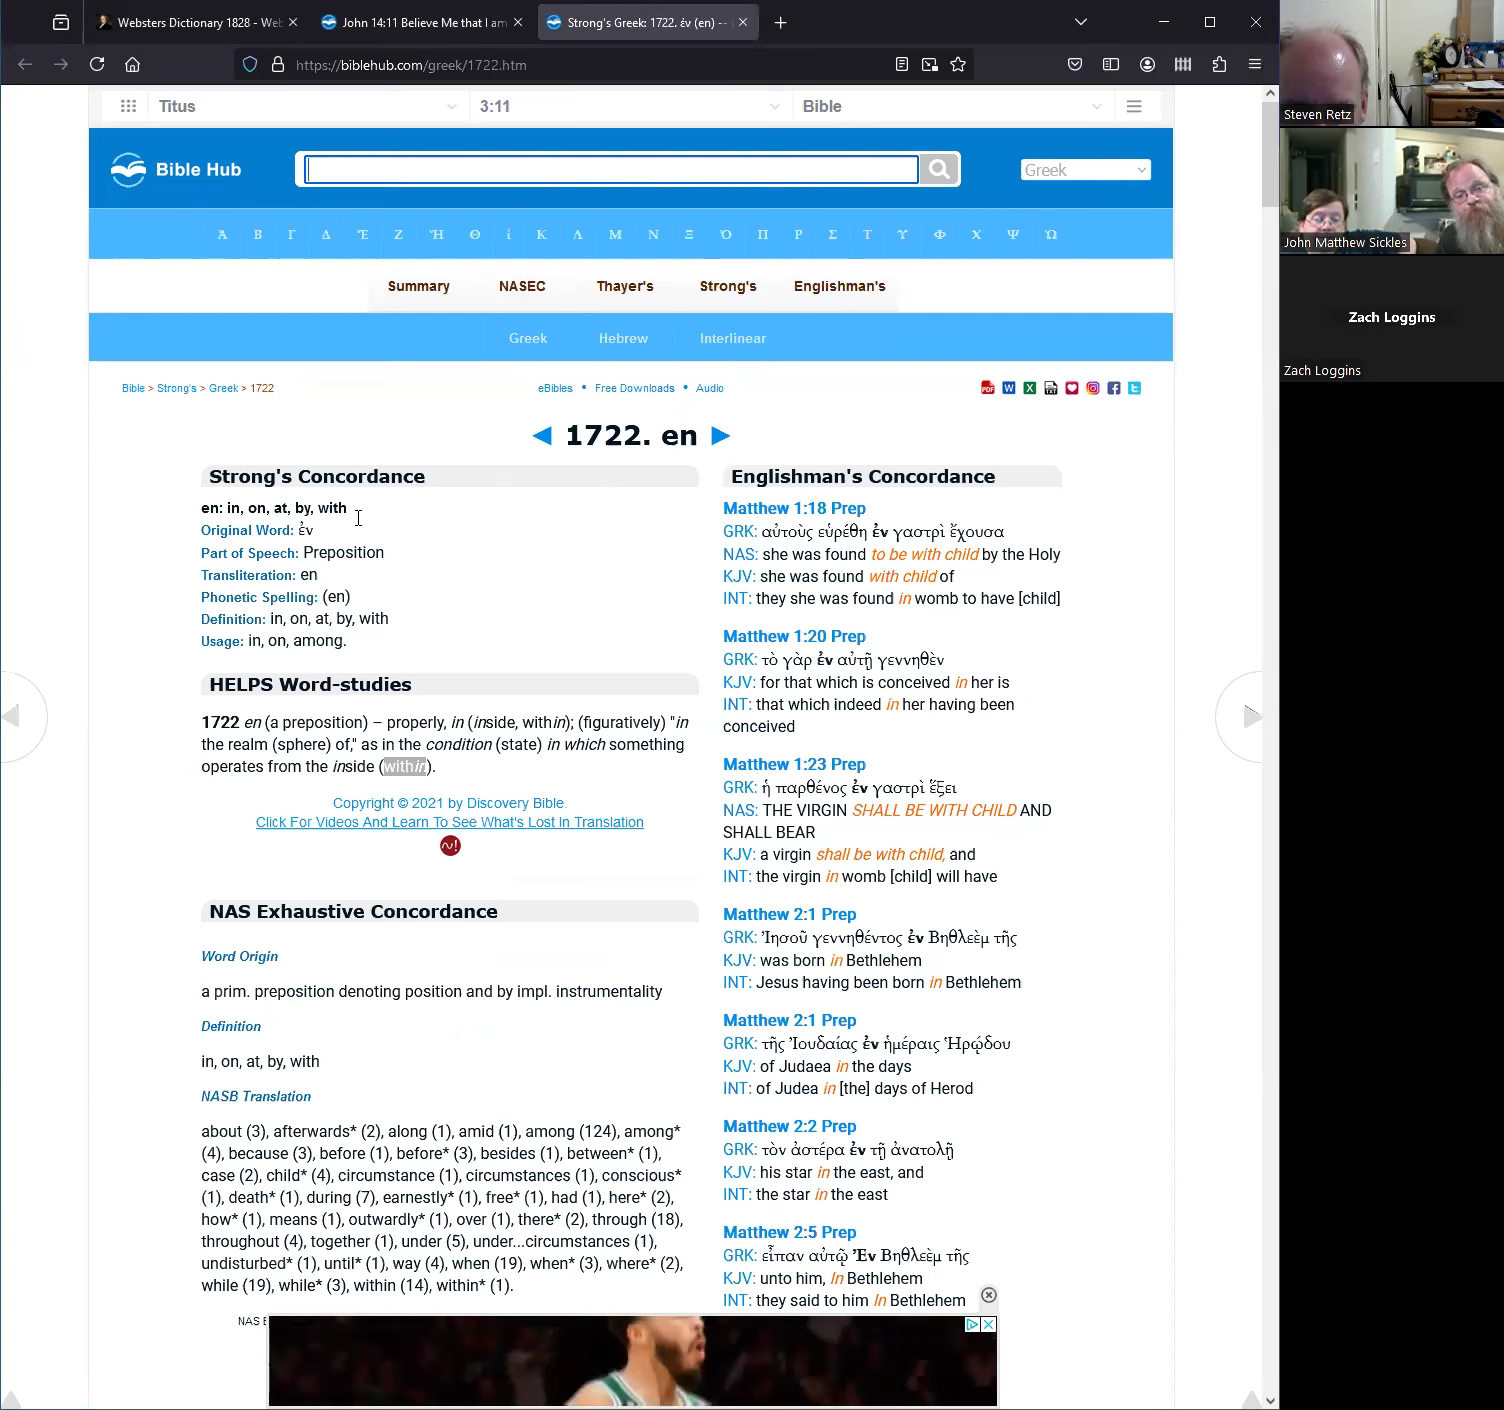 Websters Dictionary 1828 - Web
John 14:11 Believe Me that I am
Strong's Greek: 1722. ἐν (en) --
https://biblehub.com/greek/1722.htm
Titus
3:11
Bible
Bible Hub
Greek
Ἀ Β Γ Δ Ἐ Ζ Ἡ Θ ἰ Κ Λ Μ Ν Ξ Ὀ Π Ρ Σ Τ Υ Φ Χ Ψ Ὠ
Summary NASEC Thayer's Strong's Englishman's
Greek Hebrew Interlinear
Bible > Strong's > Greek > 1722
eBibles • Free Downloads • Audio
◄ 1722. en ►
Strong's Concordance
en: in, on, at, by, with
Original Word: ἐν
Part of Speech: Preposition
Transliteration: en
Phonetic Spelling: (en)
Definition: in, on, at, by, with
Usage: in, on, among.
HELPS Word-studies
1722 en (a preposition) – properly, in (inside, within); (figuratively) "in
the realm (sphere) of," as in the condition (state) in which something
operates from the inside (within).
Copyright © 2021 by Discovery Bible.
Click For Videos And Learn To See What's Lost In Translation
NAS Exhaustive Concordance
Word Origin
a prim. preposition denoting position and by impl. instrumentality
Definition
in, on, at, by, with
NASB Translation
about (3), afterwards* (2), along (1), amid (1), among (124), among*
(4), because (3), before (1), before* (3), besides (1), between* (1),
case (2), child* (4), circumstance (1), circumstances (1), conscious*
(1), death* (1), during (7), earnestly* (1), free* (1), had (1), here* (2),
how* (1), means (1), outwardly* (1), over (1), there* (2), through (18),
throughout (4), together (1), under (5), under...circumstances (1),
undisturbed* (1), until* (1), way (4), when (19), when* (3), where* (2),
while (19), while* (3), within (14), within* (1).
NAS E
Englishman's Concordance
Matthew 1:18 Prep
GRK: αὐτοὺς εὑρέθη ἐν γαστρὶ ἔχουσα
NAS: she was found to be with child by the Holy
KJV: she was found with child of
INT: they she was found in womb to have [child]
Matthew 1:20 Prep
GRK: τὸ γὰρ ἐν αὐτῇ γεννηθὲν
KJV: for that which is conceived in her is
INT: that which indeed in her having been
conceived
Matthew 1:23 Prep
GRK: ἡ παρθένος ἐν γαστρὶ ἕξει
NAS: THE VIRGIN SHALL BE WITH CHILD AND
SHALL BEAR
KJV: a virgin shall be with child, and
INT: the virgin in womb [child] will have
Matthew 2:1 Prep
GRK: Ἰησοῦ γεννηθέντος ἐν Βηθλεὲμ τῆς
KJV: was born in Bethlehem
INT: Jesus having been born in Bethlehem
Matthew 2:1 Prep
GRK: τῆς Ἰουδαίας ἐν ἡμέραις Ἡρῴδου
KJV: of Judaea in the days
INT: of Judea in [the] days of Herod
Matthew 2:2 Prep
GRK: τὸν ἀστέρα ἐν τῇ ἀνατολῇ
KJV: his star in the east, and
INT: the star in the east
Matthew 2:5 Prep
GRK: εἶπαν αὐτῷ Ἐν Βηθλεὲμ τῆς
KJV: unto him, In Bethlehem
INT: they said to him In Bethlehem
Steven Retz
John Matthew Sickles
Zach Loggins
Zach Loggins